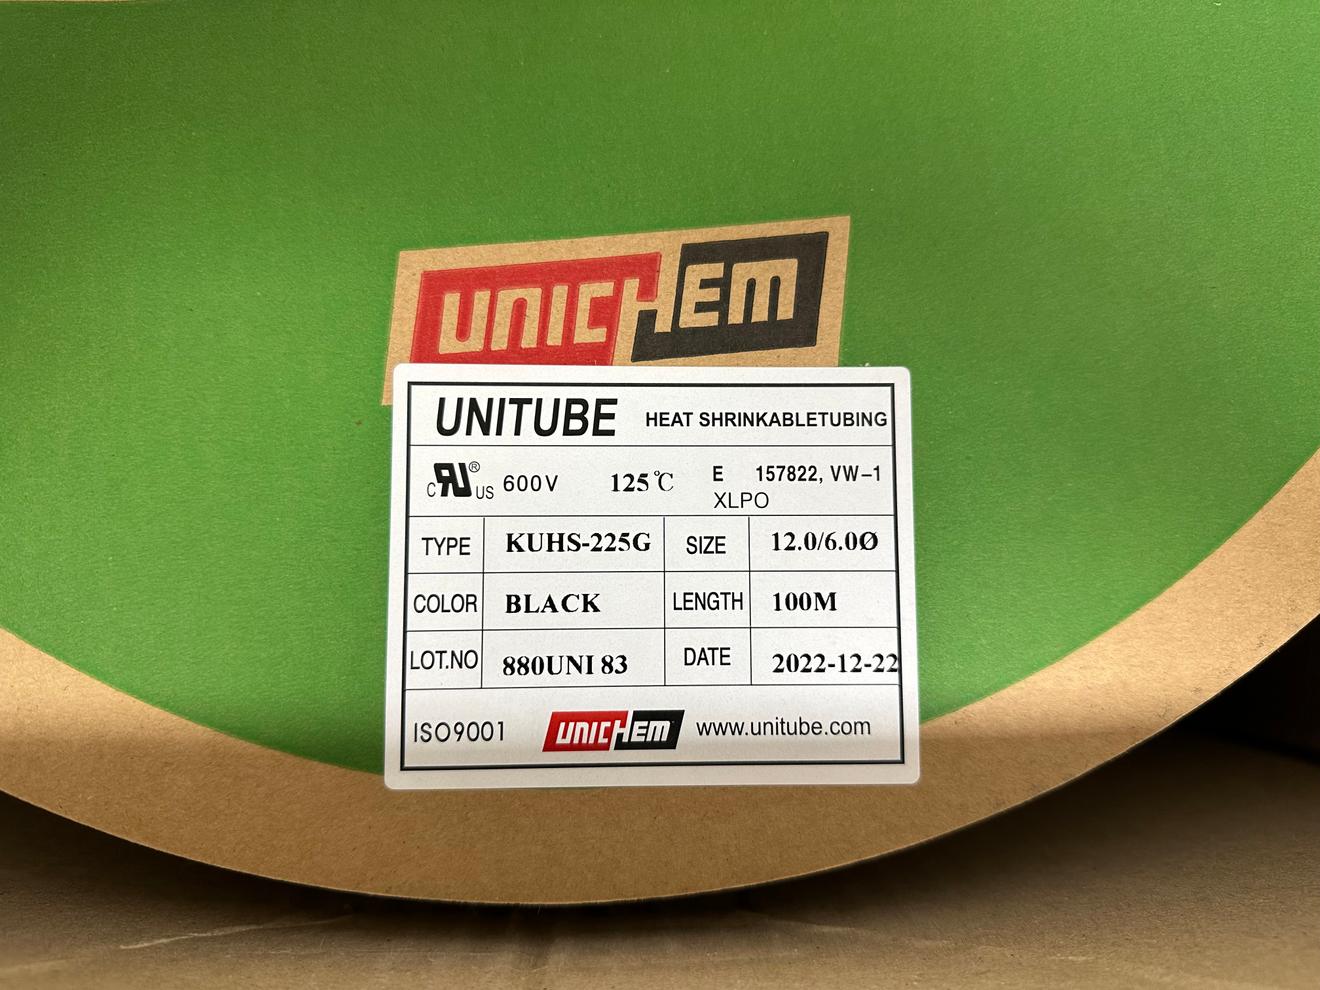 UNICHEM
UNITUBE HEAT SHRINKABLETUBING
cRUus® 600V 125℃ E 157822, VW-1
XLPO
TYPE KUHS-225G SIZE 12.0/6.0Ø
COLOR BLACK LENGTH 100M
LOT.NO 880UNI 83 DATE 2022-12-22
ISO9001 UNICHEM www.unitube.com